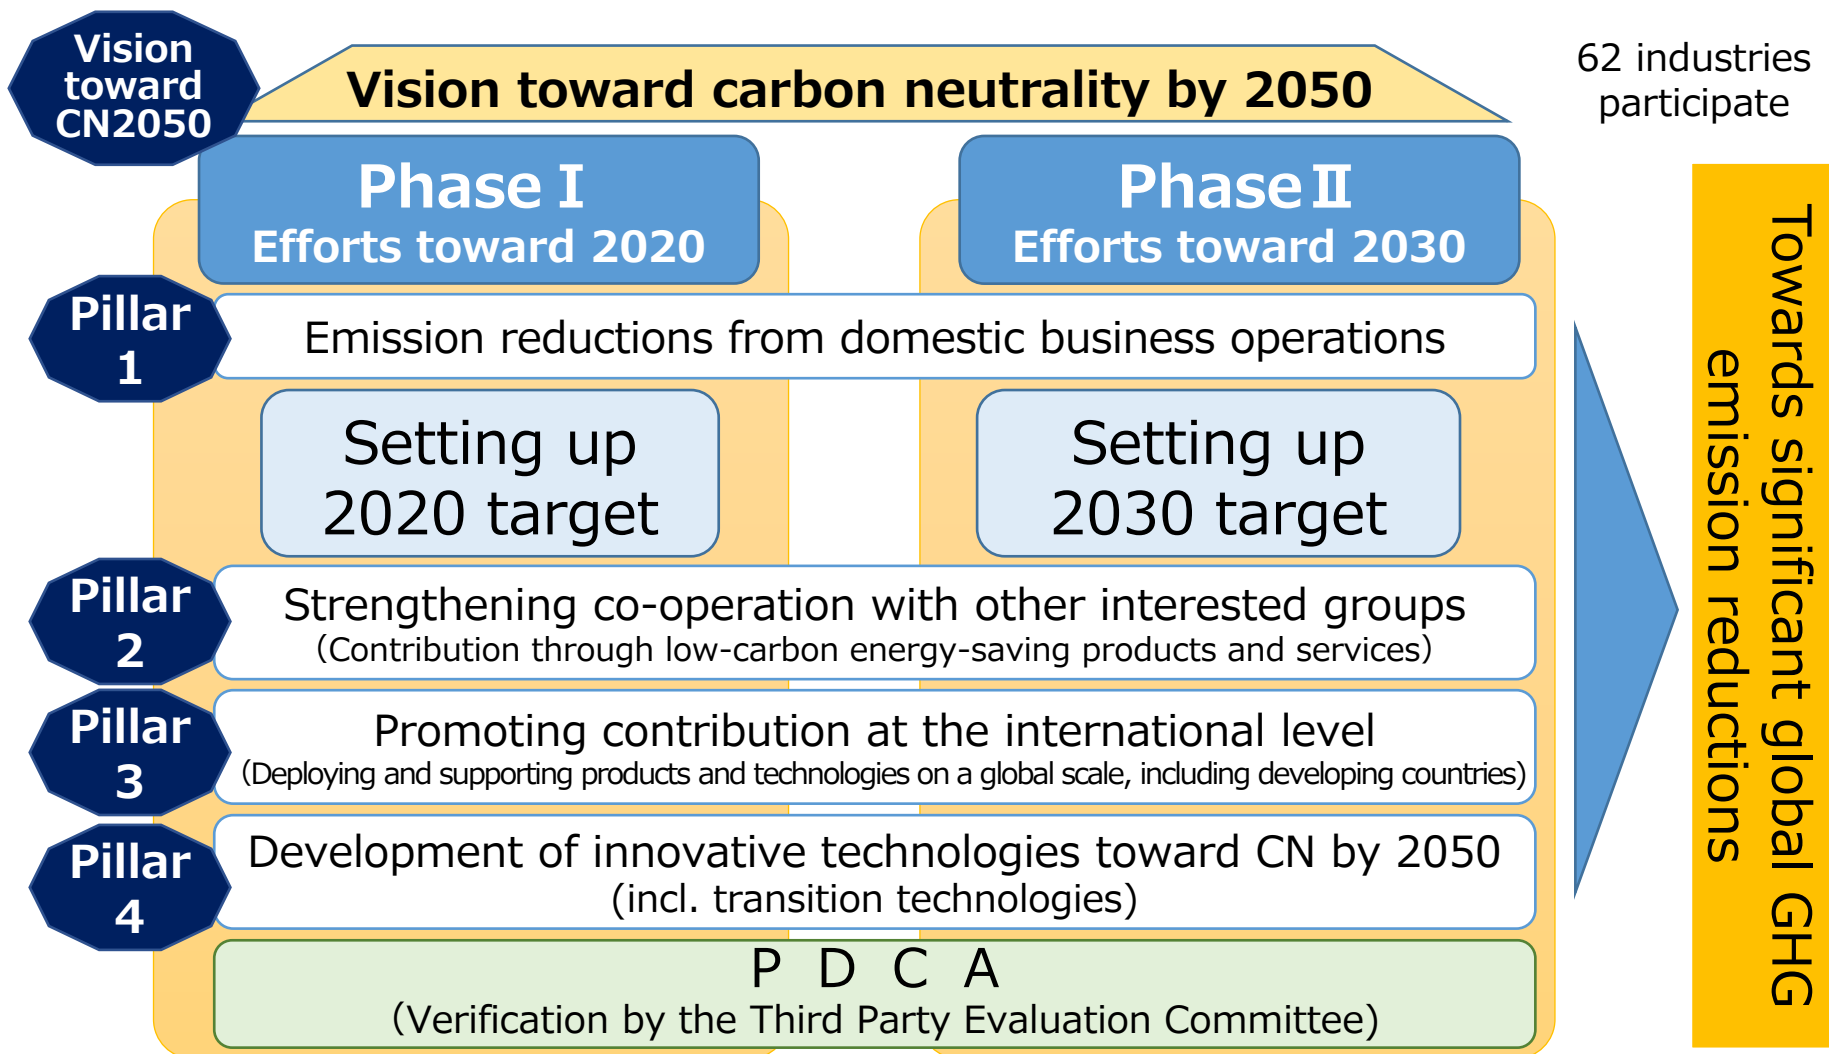 Vision
toward
CN2050
Vision toward carbon neutrality by 2050
62 industries
participate
Phase Ⅰ
Efforts toward 2020
Phase Ⅱ
Efforts toward 2030
Pillar
1
Emission reductions from domestic business operations
Setting up
2020 target
Setting up
2030 target
Pillar
2
Strengthening co-operation with other interested groups
（Contribution through low-carbon energy-saving products and services）
Pillar
3
Promoting contribution at the international level
(Deploying and supporting products and technologies on a global scale, including developing countries)
Pillar
4
Development of innovative technologies toward CN by 2050
(incl. transition technologies)
P D C A
（Verification by the Third Party Evaluation Committee）
Towards significant global GHG
emission reductions